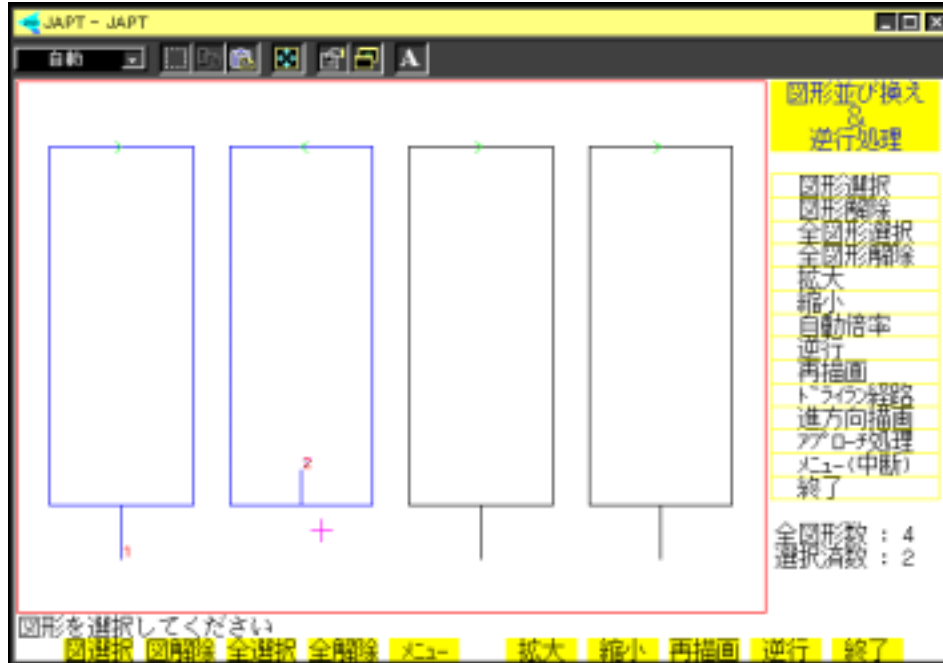 JAPT - JAPT
自動
A
図形並び換え
&
逆行処理
図形選択
図形解除
全図形選択
全図形解除
拡大
縮小
自動倍率
逆行
再描画
ドライラン経路
進方向描画
アプローチ処理
メニュー(中断)
終了
2
1
全図形数 : 4
選択済数 : 2
図形を選択してください
図選択 図解除 全選択 全解除 メニュー 拡大 縮小 再描画 逆行 終了